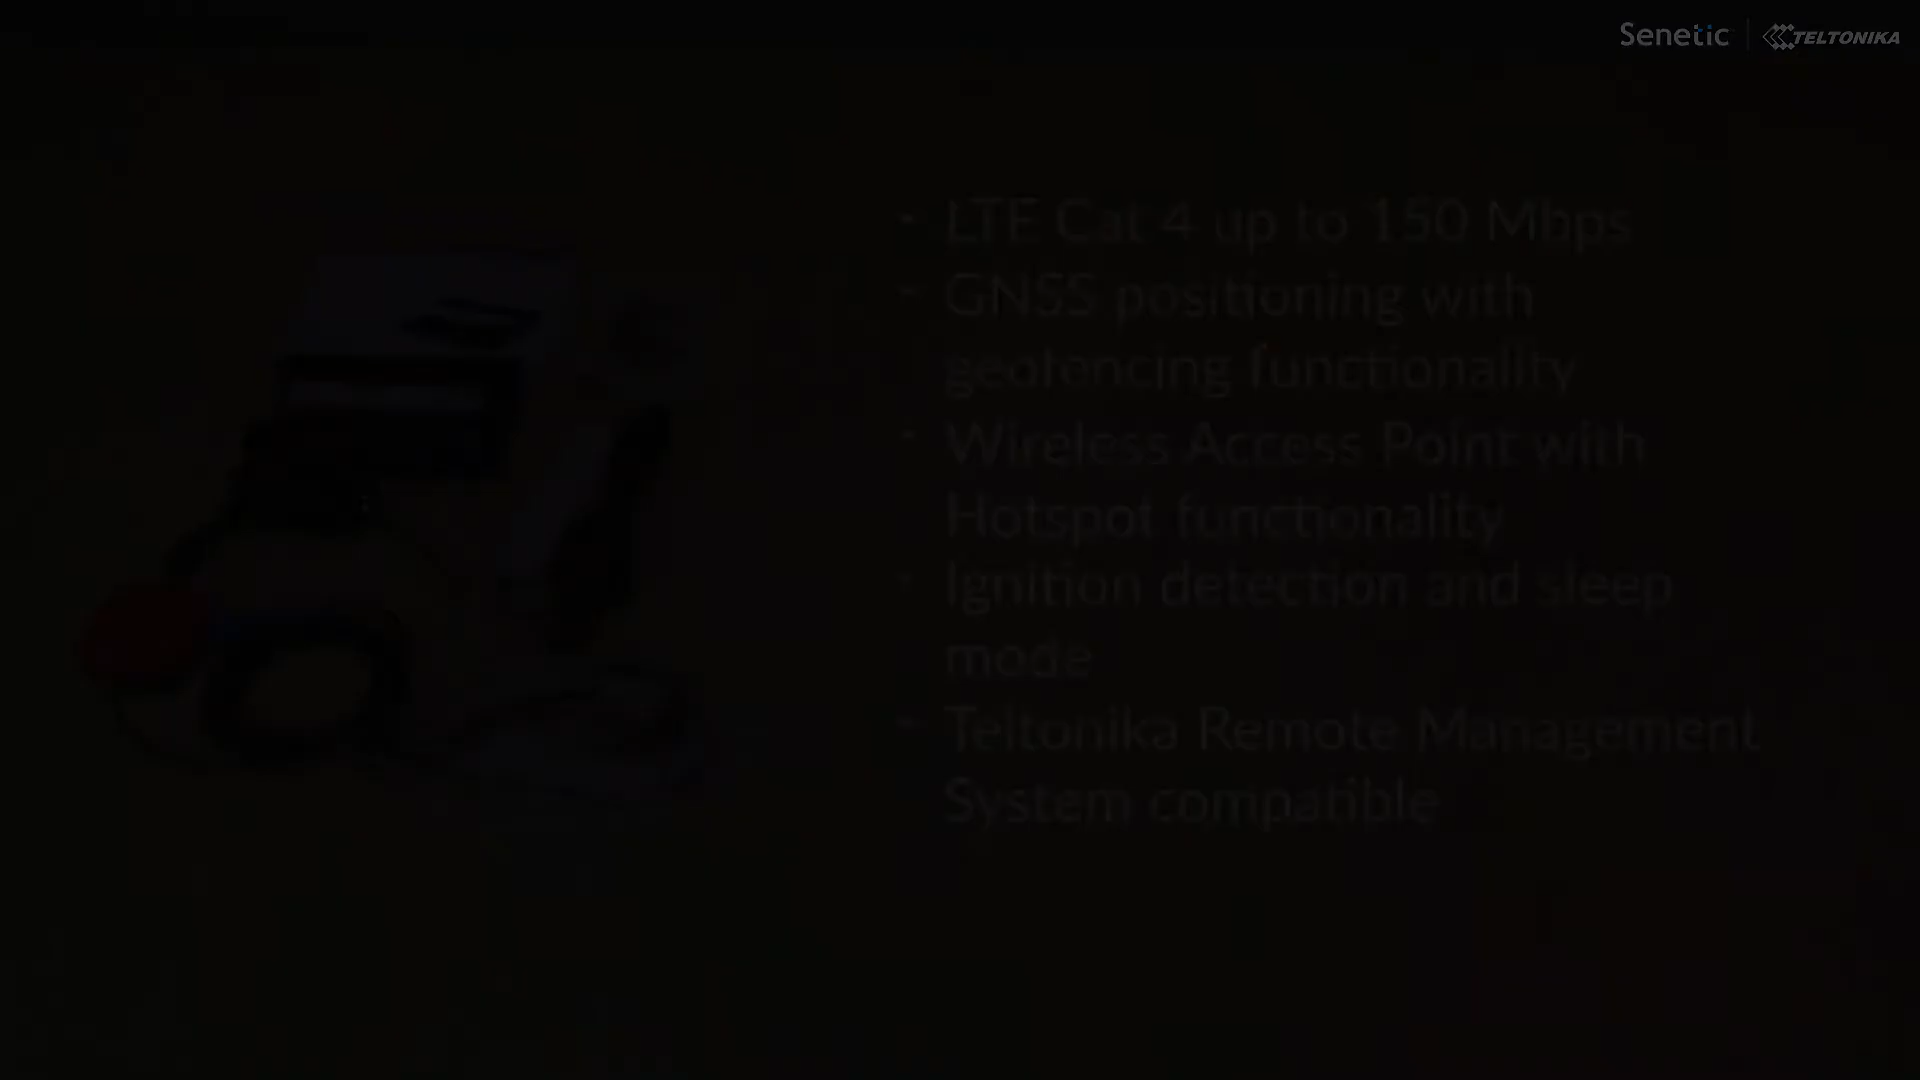 Senetic | TELTONIKA
- LTE Cat 4 up to 150 Mbps
- GNSS positioning with
geofencing functionality
- Wireless Access Point with
Hotspot functionality
- Ignition detection and sleep
mode
- Teltonika Remote Management
System compatible